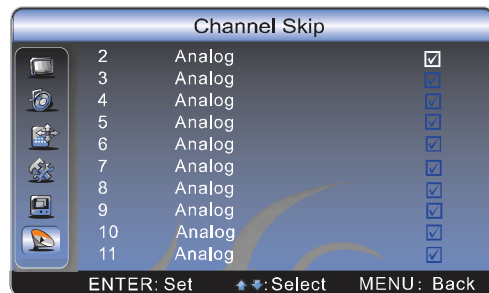 Channel Skip
2 Analog
3 Analog
4 Analog
5 Analog
6 Analog
7 Analog
8 Analog
9 Analog
10 Analog
11 Analog
ENTER: Set :Select MENU: Back